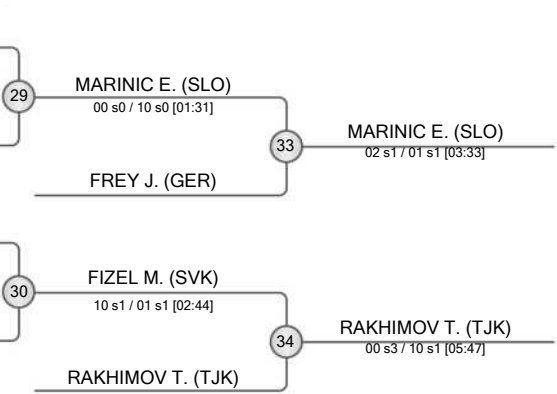 29
MARINIC E. (SLO)
00 s0 / 10 s0 [01:31]
33
MARINIC E. (SLO)
02 s1 / 01 s1 [03:33]
FREY J. (GER)
30
FIZEL M. (SVK)
10 s1 / 01 s1 [02:44]
34
RAKHIMOV T. (TJK)
00 s3 / 10 s1 [05:47]
RAKHIMOV T. (TJK)